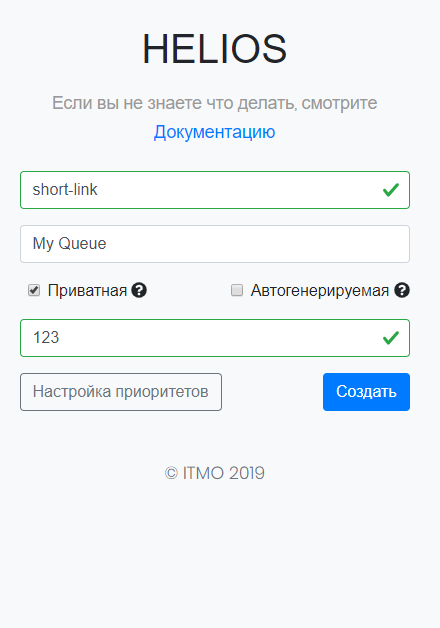 HELIOS
Если вы не знаете что делать, смотрите
Документацию
short-link
My Queue
Приватная ? Автогенерируемая ?
123
Настройка приоритетов Создать
© ITMO 2019